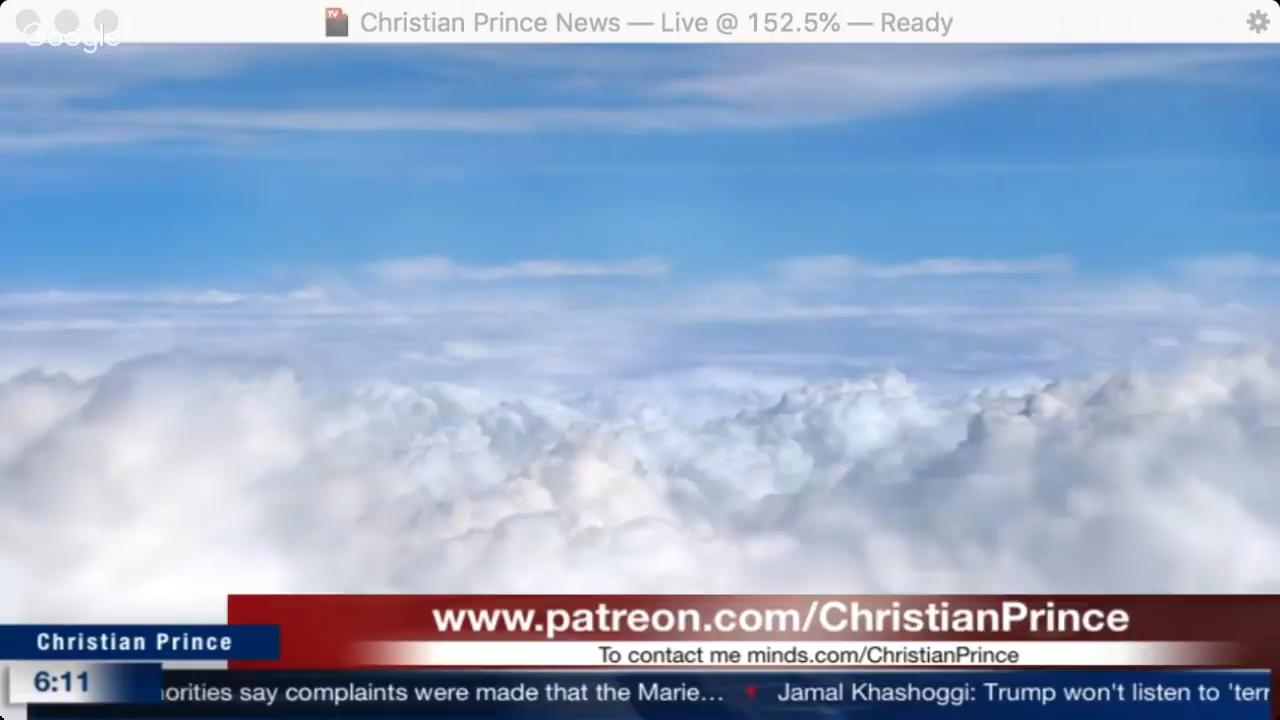 Christian Prince News — Live @ 152.5% — Ready
Google
TV
www.patreon.com/ChristianPrince
Christian Prince
To contact me minds.com/ChristianPrince
6:11
orities say complaints were made that the Marie... Jamal Khashoggi: Trump won't listen to 'terr